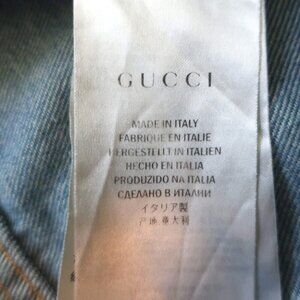 GUCCI
MADE IN ITALY
FABRIQUE EN ITALIE
HERGESTELLT IN ITALIEN
HECHO EN ITALIA
PRODUZIDO NA ITALIA
СДЕЛАНО В ИТАЛИИ
イタリア製
产地 意大利